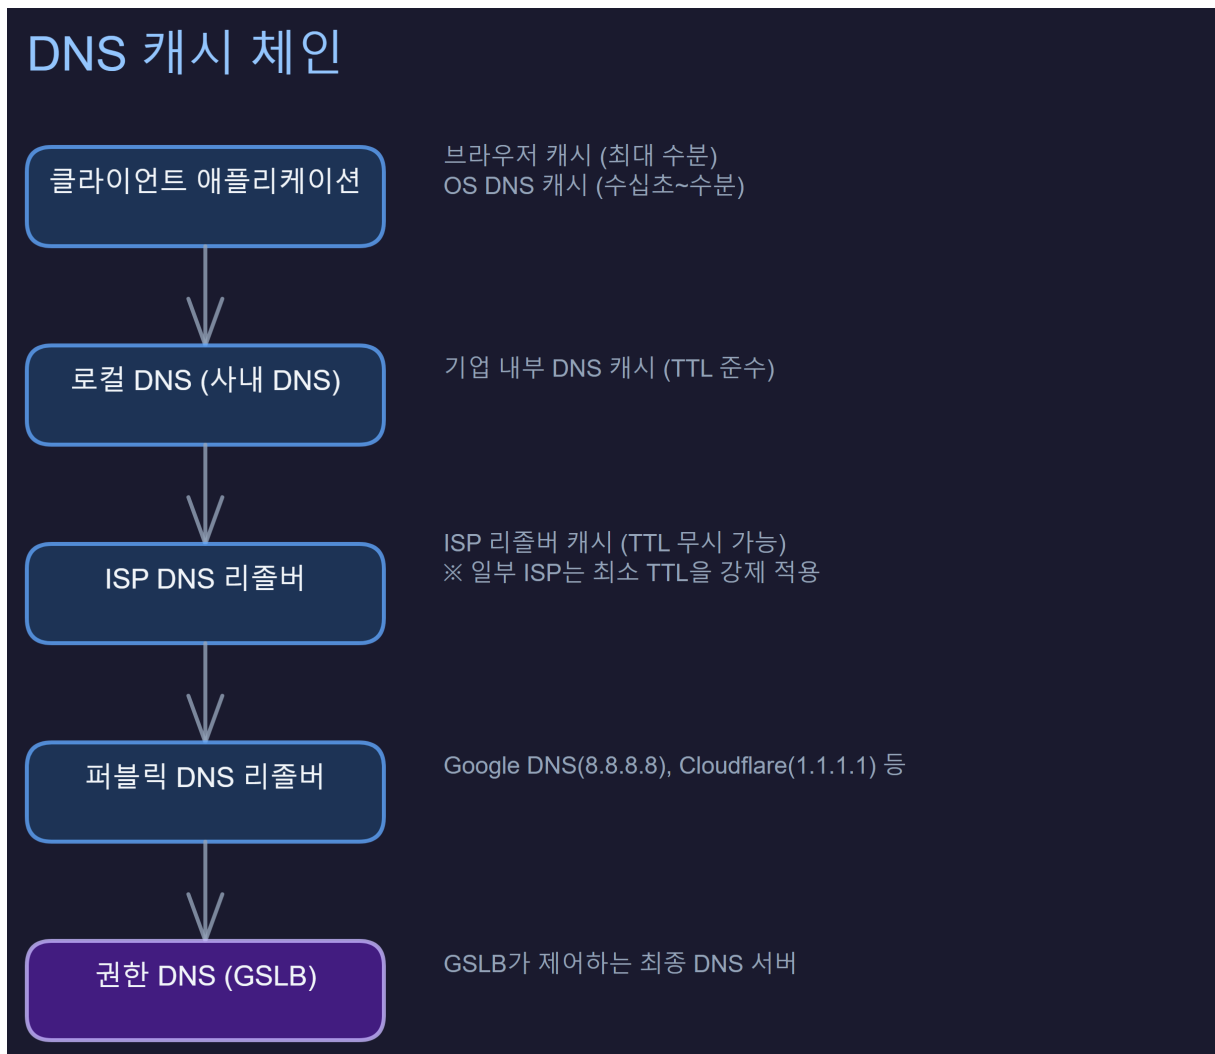 DNS 캐시 체인
클라이언트 애플리케이션
브라우저 캐시 (최대 수분)
OS DNS 캐시 (수십초~수분)
로컬 DNS (사내 DNS)
기업 내부 DNS 캐시 (TTL 준수)
ISP DNS 리졸버
ISP 리졸버 캐시 (TTL 무시 가능)
※ 일부 ISP는 최소 TTL을 강제 적용
퍼블릭 DNS 리졸버
Google DNS(8.8.8.8), Cloudflare(1.1.1.1) 등
권한 DNS (GSLB)
GSLB가 제어하는 최종 DNS 서버